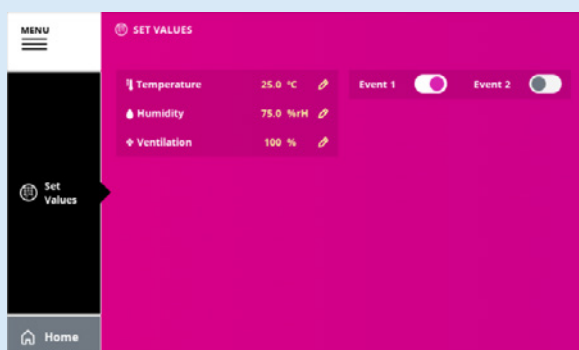 MENU
SET VALUES
Temperature 25.0 °C
Humidity 75.0 %rH
Ventilation 100 %
Event 1
Event 2
Set
Values
Home